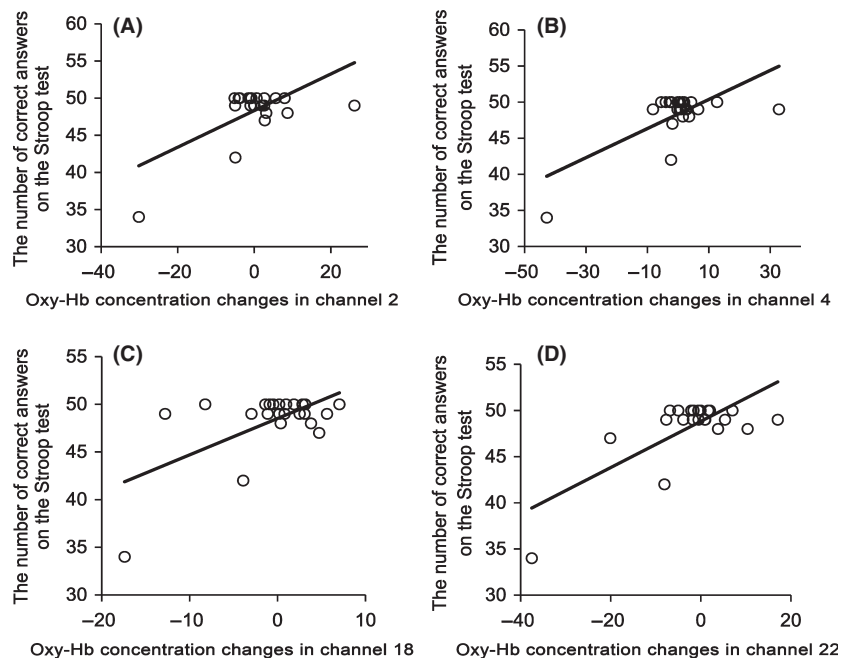 (A)
The number of correct answers
on the Stroop test
60
55
50
45
40
35
30
–40 –20 0 20
Oxy-Hb concentration changes in channel 2
(B)
The number of correct answers
on the Stroop test
60
55
50
45
40
35
30
–50 –30 –10 10 30
Oxy-Hb concentration changes in channel 4
(C)
The number of correct answers
on the Stroop test
55
50
45
40
35
30
–20 –10 0 10
Oxy-Hb concentration changes in channel 18
(D)
The number of correct answers
on the Stroop test
55
50
45
40
35
30
–40 –20 0 20
Oxy-Hb concentration changes in channel 22